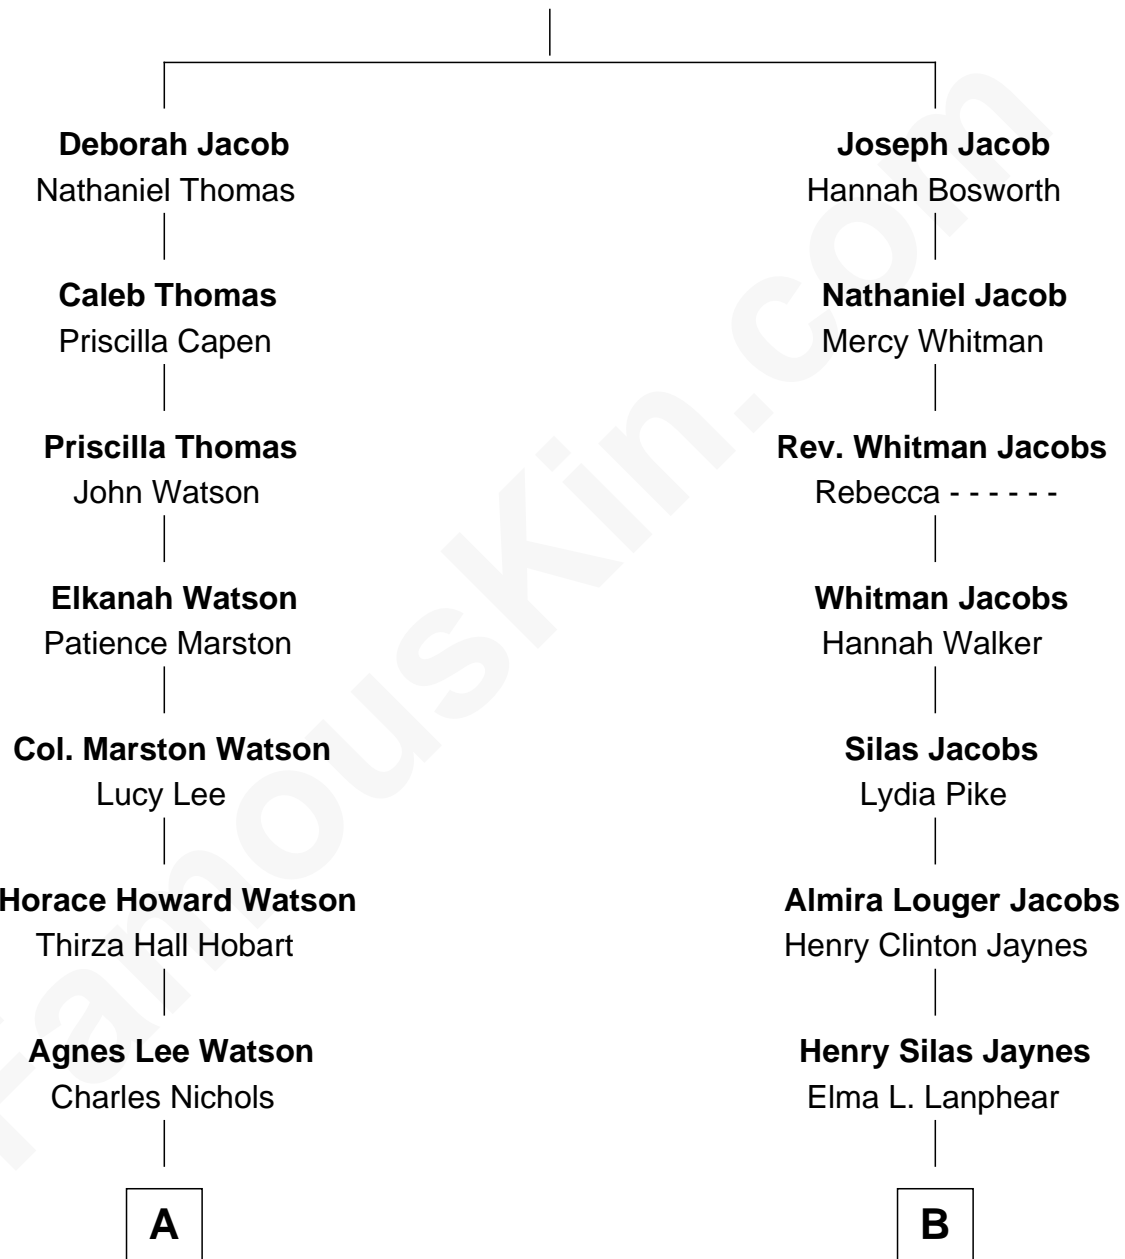 Deborah Jacob
Nathaniel Thomas
Joseph Jacob
Hannah Bosworth
Caleb Thomas
Priscilla Capen
Nathaniel Jacob
Mercy Whitman
Priscilla Thomas
John Watson
Rev. Whitman Jacobs
Rebecca - - - - - -
Elkanah Watson
Patience Marston
Whitman Jacobs
Hannah Walker
Col. Marston Watson
Lucy Lee
Silas Jacobs
Lydia Pike
Horace Howard Watson
Thirza Hall Hobart
Almira Louger Jacobs
Henry Clinton Jaynes
Agnes Lee Watson
Charles Nichols
Henry Silas Jaynes
Elma L. Lanphear
A
B
FamousKin.com